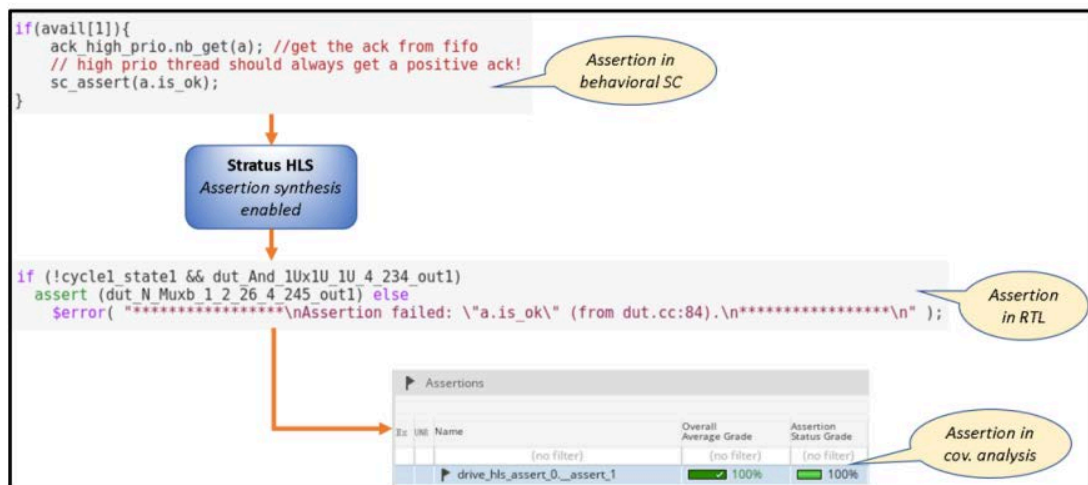 if(avail[1]){
ack_high_prio.nb_get(a); //get the ack from fifo
// high prio thread should always get a positive ack!
sc_assert(a.is_ok);
}
Assertion in
behavioral SC
Stratus HLS
Assertion synthesis
enabled
if (!cycle1_state1 && dut_And_1Ux1U_1U_4_234_out1)
assert (dut_N_Muxb_1_2_26_4_245_out1) else
$error( "*****************\nAssertion failed: \"a.is_ok\" (from dut.cc:84).\n*****************\n" );
Assertion
in RTL
Assertions
Ex UNR Name Overall Average Grade Assertion Status Grade
(no filter) (no filter) (no filter)
drive_hls_assert_0.__assert_1 100% 100%
Assertion in
cov. analysis